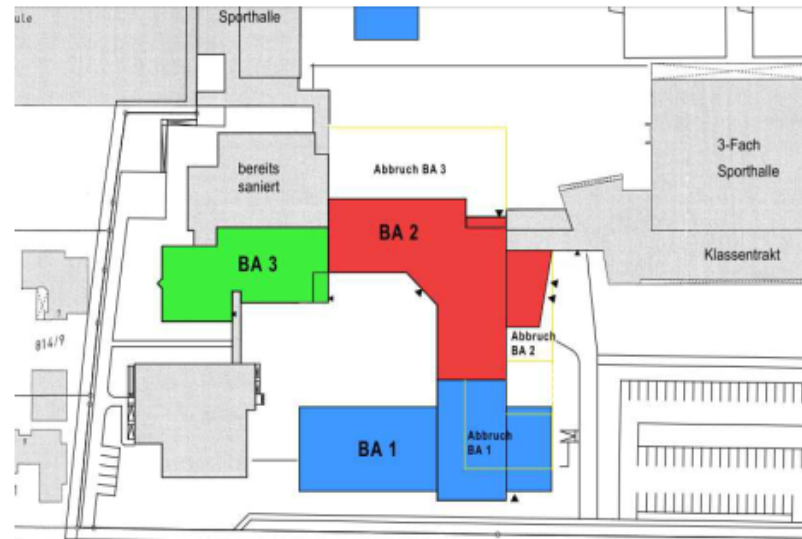 ule
Sporthalle
3-Fach
Sporthalle
bereits
saniert
Abbruch BA 3
BA 2
BA 3
Klassentrakt
814/9
Abbruch
BA 2
BA 1
Abbruch
BA 1